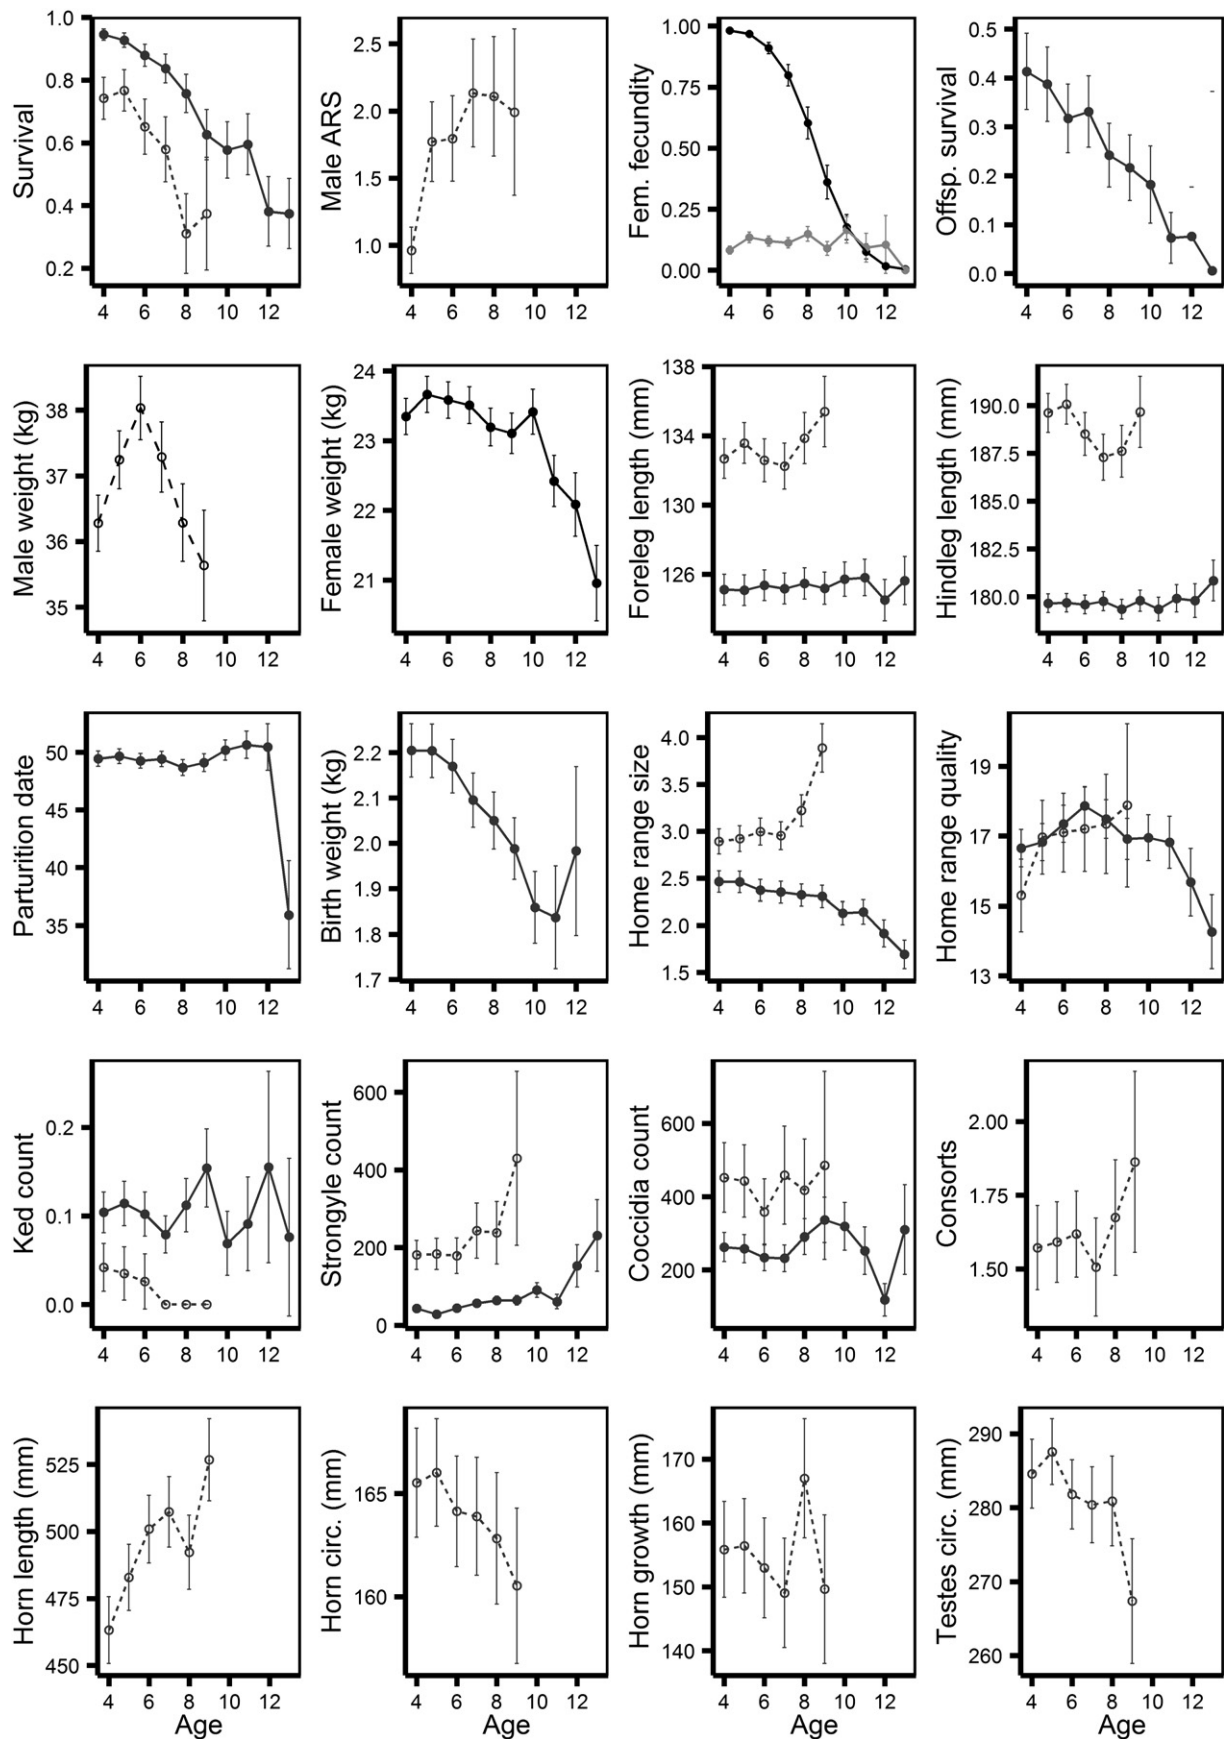 Survival
1.0
0.8
0.6
0.4
0.2
4 6 8 10 12
Male ARS
2.5
2.0
1.5
1.0
4 6 8 10 12
Fem. fecundity
1.00
0.75
0.50
0.25
0.00
4 6 8 10 12
Offsp. survival
0.5
0.4
0.3
0.2
0.1
0.0
4 6 8 10 12
Male weight (kg)
38
37
36
35
4 6 8 10 12
Female weight (kg)
24
23
22
21
4 6 8 10 12
Foreleg length (mm)
138
134
130
126
4 6 8 10 12
Hindleg length (mm)
190.0
187.5
185.0
182.5
180.0
4 6 8 10 12
Parturition date
50
45
40
35
4 6 8 10 12
Birth weight (kg)
2.2
2.1
2.0
1.9
1.8
1.7
4 6 8 10 12
Home range size
4.0
3.5
3.0
2.5
2.0
1.5
4 6 8 10 12
Home range quality
19
17
15
13
4 6 8 10 12
Ked count
0.2
0.1
0.0
4 6 8 10 12
Strongyle count
600
400
200
0
4 6 8 10 12
Coccidia count
600
400
200
4 6 8 10 12
Consorts
2.00
1.75
1.50
4 6 8 10 12
Horn length (mm)
525
500
475
450
4 6 8 10 12
Age
Horn circ. (mm)
165
160
4 6 8 10 12
Age
Horn growth (mm)
170
160
150
140
4 6 8 10 12
Age
Testes circ. (mm)
290
280
270
260
4 6 8 10 12
Age